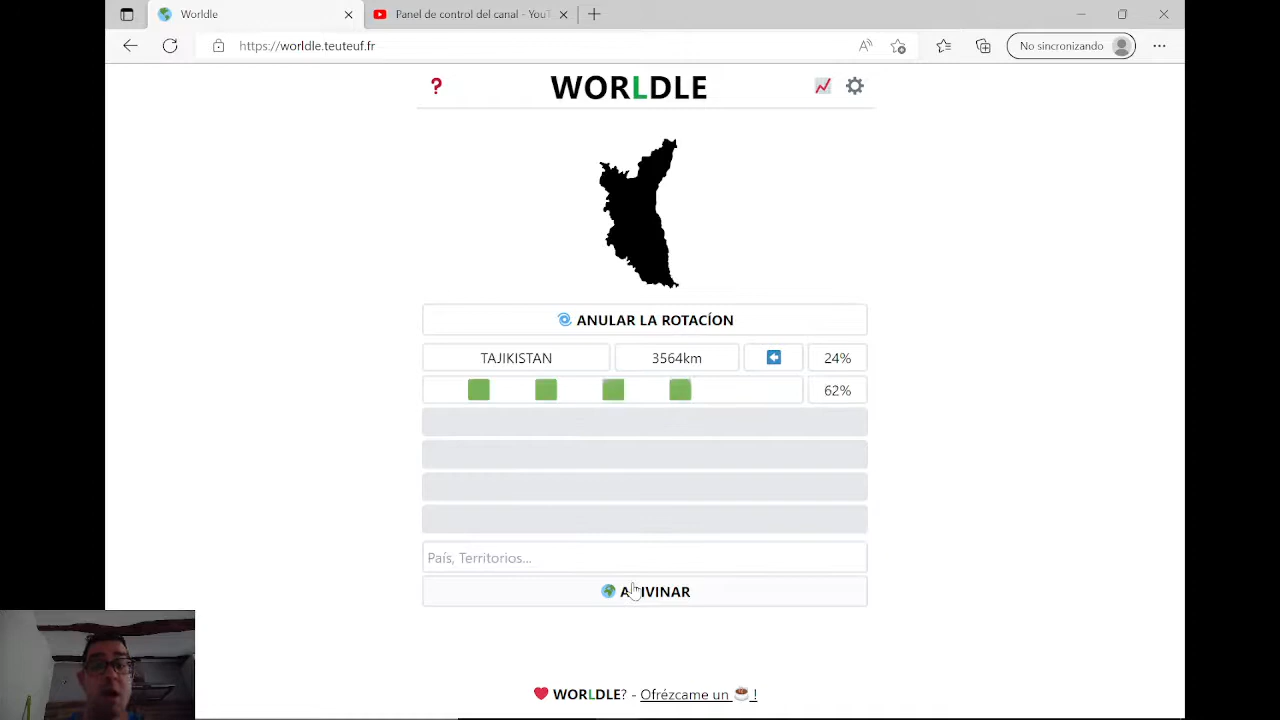 Worldle
Panel de control del canal - YouT
https://worldle.teuteuf.fr
No sincronizando
? WORLDLE
ANULAR LA ROTACÍON
TAJIKISTAN 3564km 24%
62%
País, Territorios...
ADIVINAR
WORLDLE? - Ofrézcame un !